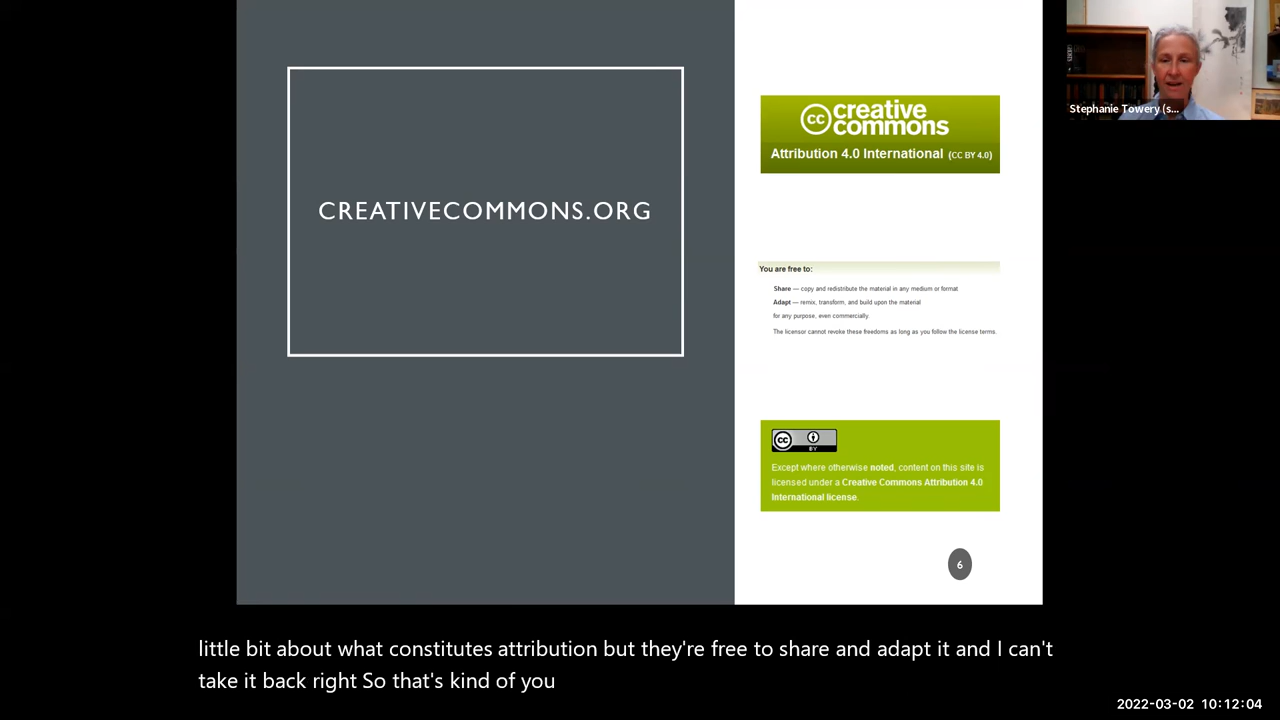 CREATIVECOMMONS.ORG
cc creative
commons
Attribution 4.0 International (CC BY 4.0)
You are free to:
Share — copy and redistribute the material in any medium or format
Adapt — remix, transform, and build upon the material
for any purpose, even commercially.
The licensor cannot revoke these freedoms as long as you follow the license terms.
cc
BY
Except where otherwise noted, content on this site is
licensed under a Creative Commons Attribution 4.0
International license.
6
Stephanie Towery (s...
little bit about what constitutes attribution but they're free to share and adapt it and I can't
take it back right So that's kind of you
2022-03-02 10:12:04